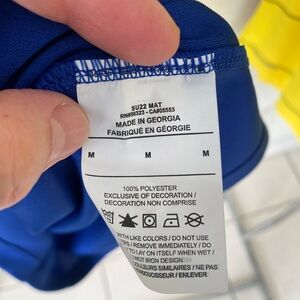 SU22 MAT
RN#56323 - CA#05553
MADE IN GEORGIA
FABRIQUÉ EN GÉORGIE
M M M
100% POLYESTER
EXCLUSIVE OF DECORATION /
DECORATION NON COMPRISE
WITH LIKE COLORS / DO NOT USE
/ REMOVE IMMEDIATELY / DO
TO LAY ON ITSELF WHEN WET
NOT IRON DESIGN
COULEURS SIMILAIRES / NE PAS
ADOUCISSEUR / ENLEVER